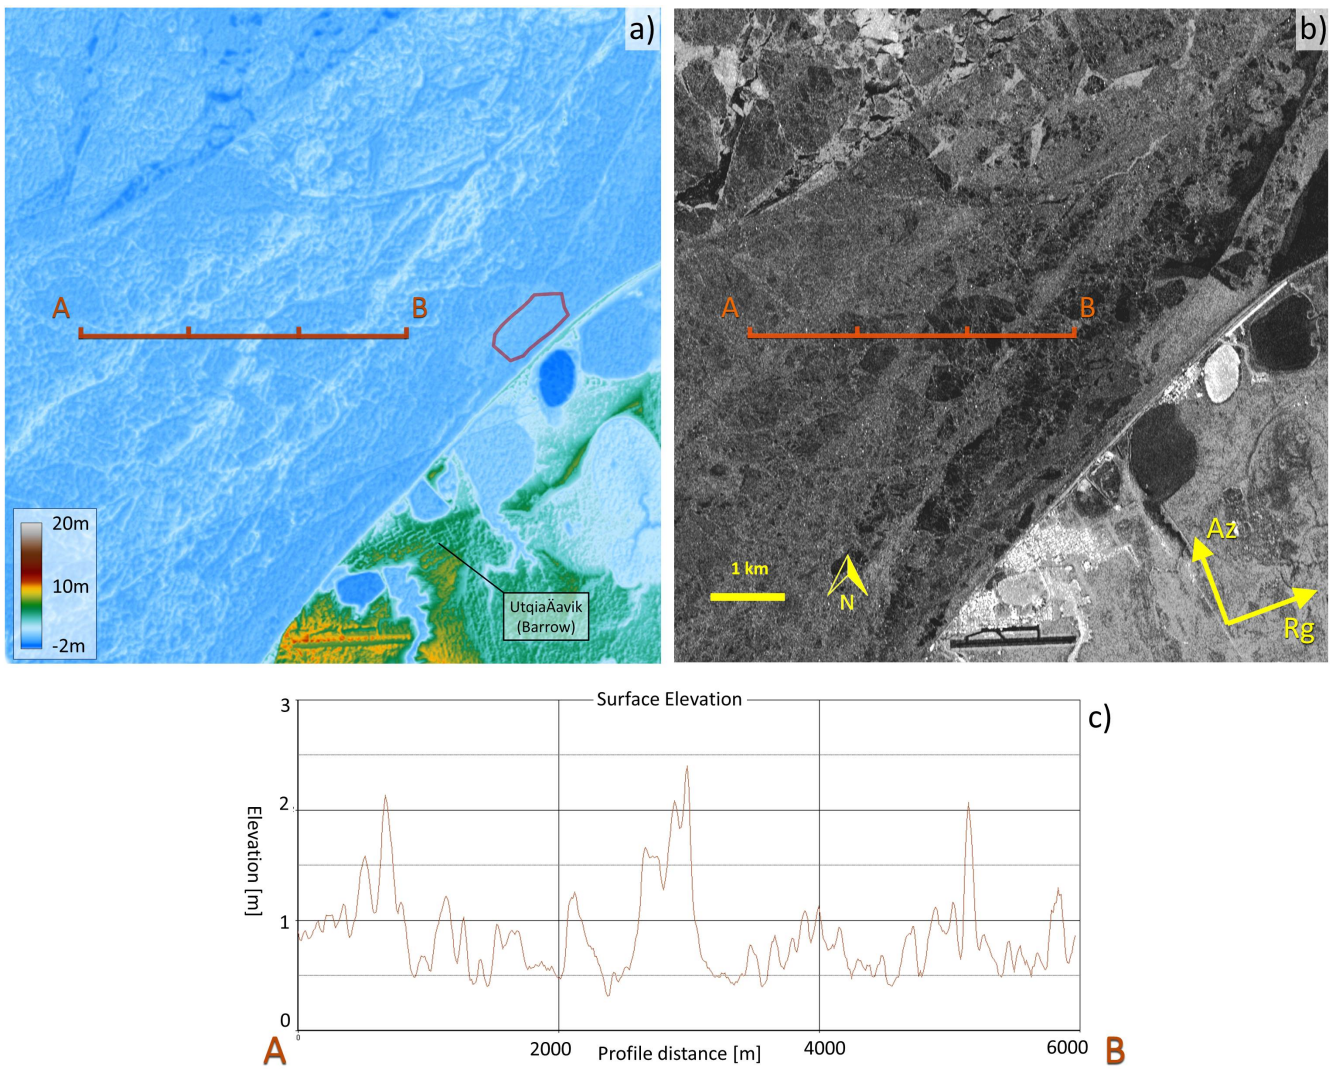 a)
A
B
20m
10m
-2m
UtqiaÄavik
(Barrow)
b)
A
B
1 km
N
Az
Rg
c)
Surface Elevation
Elevation [m]
3
2
1
0
0
2000
4000
6000
Profile distance [m]
A
B